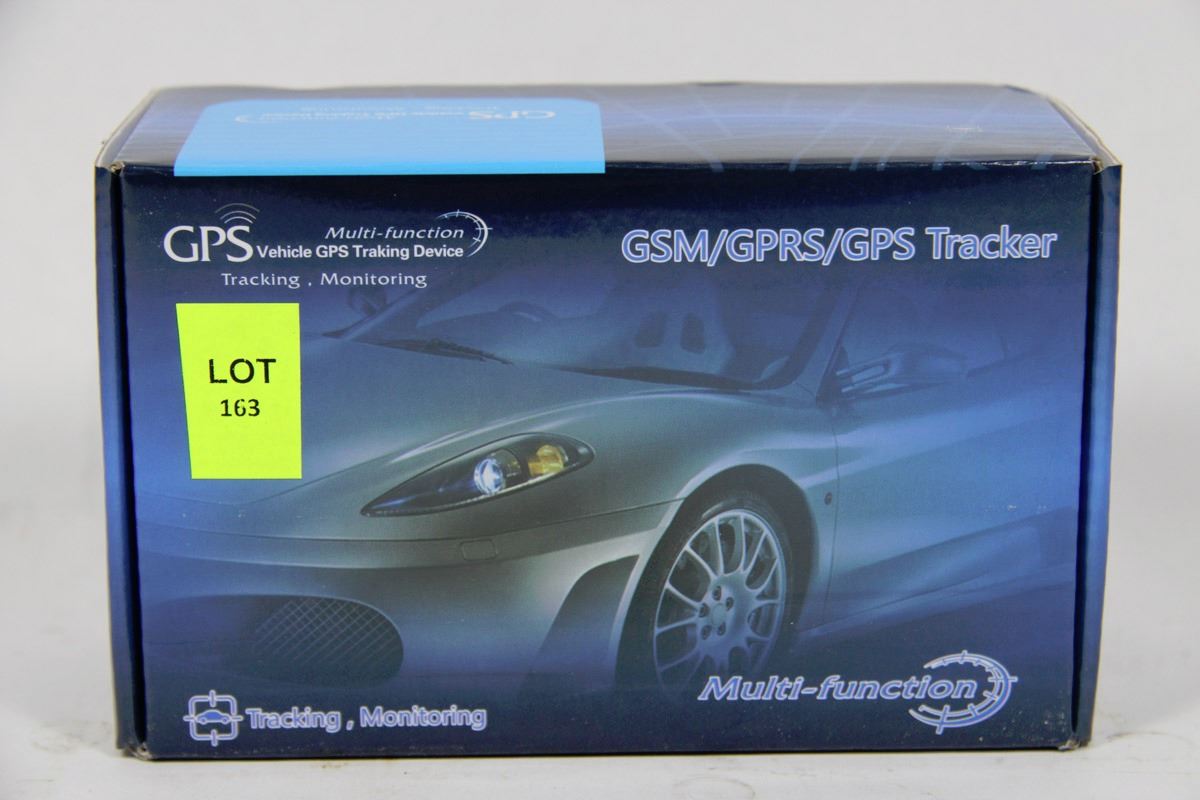 GPS Multi-function
Vehicle GPS Traking Device
Tracking , Monitoring
GSM/GPRS/GPS Tracker
LOT
163
Tracking , Monitoring
Multi-function
GPS